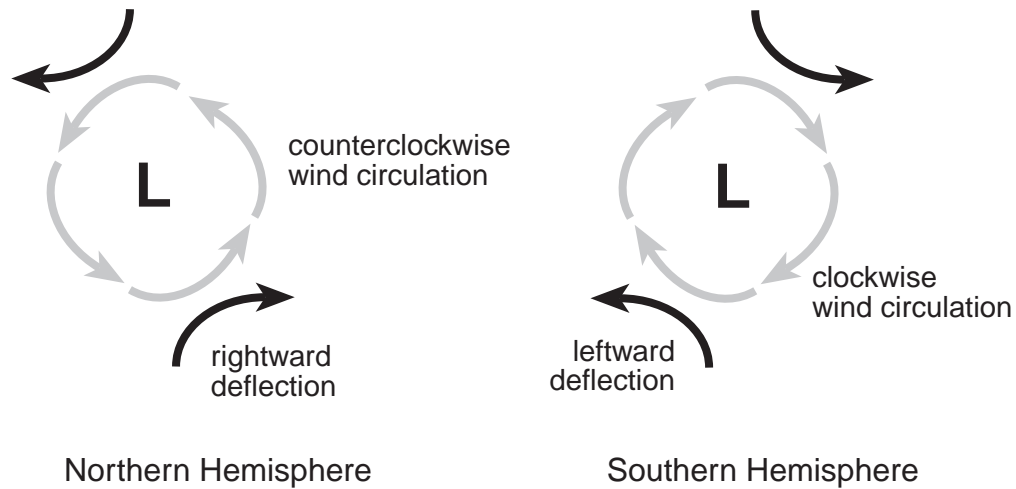 counterclockwise
wind circulation
L
rightward
deflection
Northern Hemisphere
L
clockwise
wind circulation
leftward
deflection
Southern Hemisphere